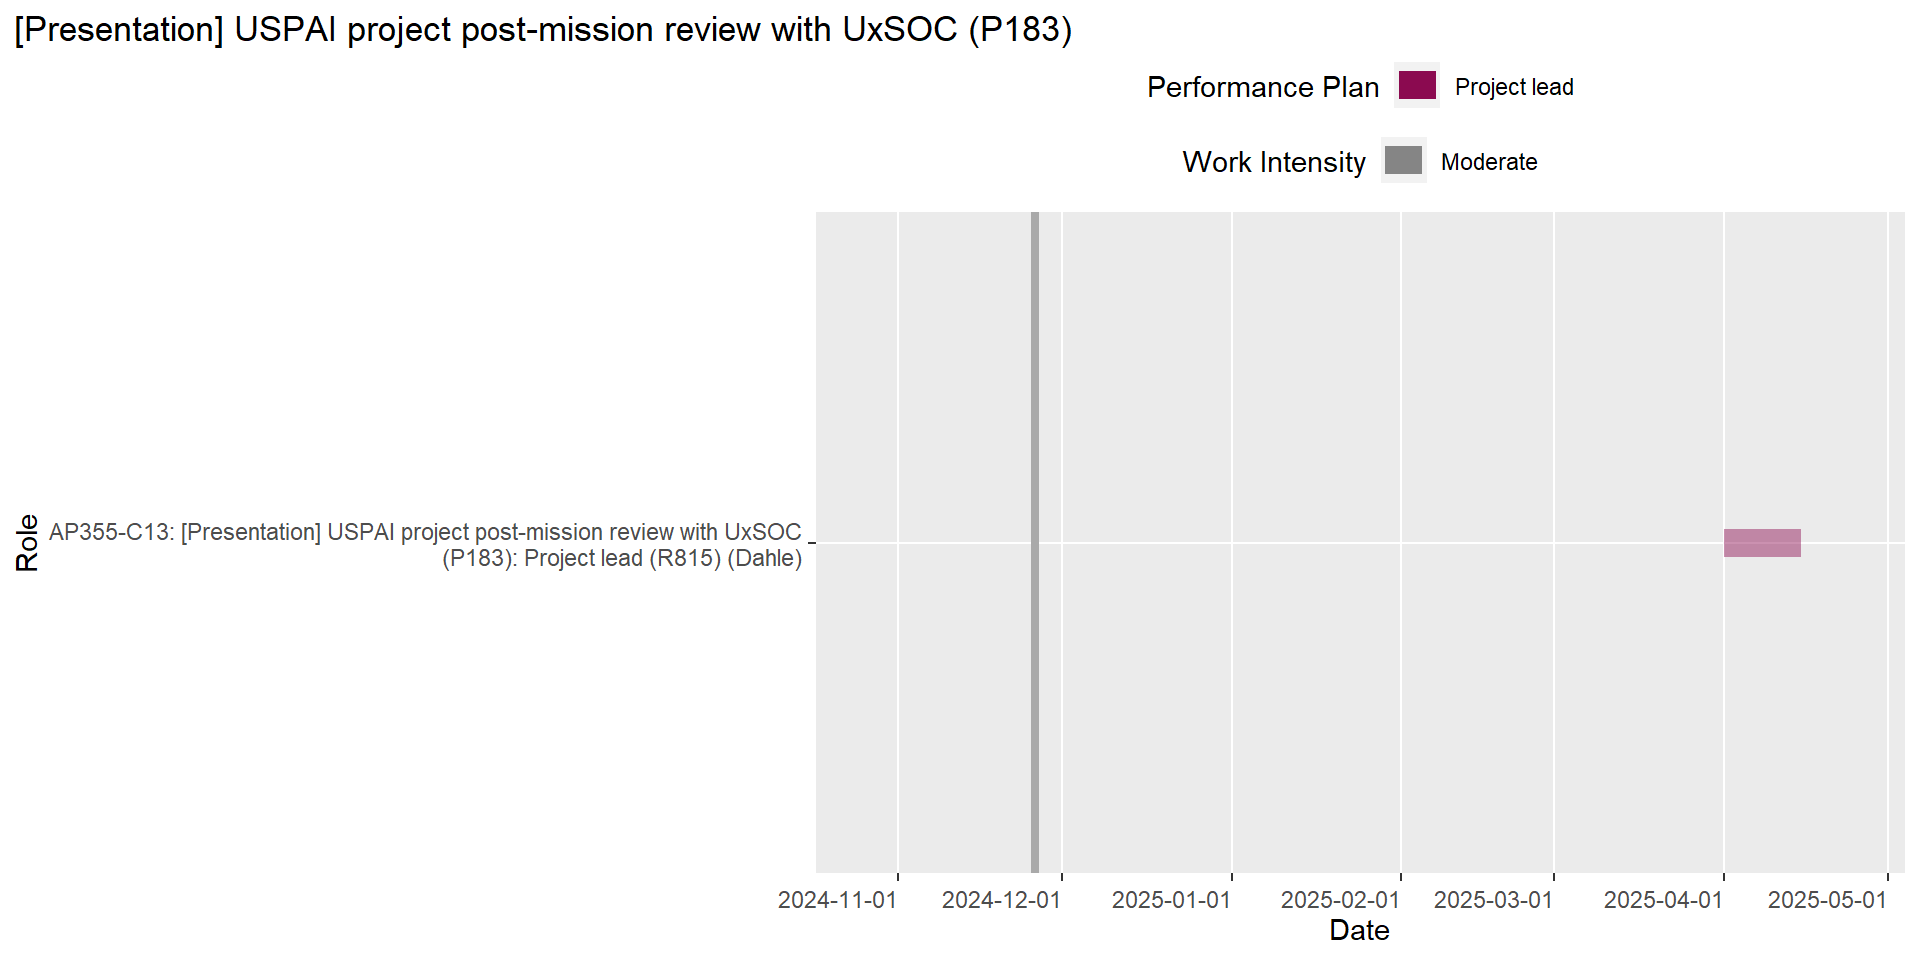 [Presentation] USPAI project post-mission review with UxSOC (P183)
Performance Plan
Project lead
Work Intensity
Moderate
Role
AP355-C13: [Presentation] USPAI project post-mission review with UxSOC
(P183): Project lead (R815) (Dahle)
2024-11-01
2024-12-01
2025-01-01
2025-02-01
2025-03-01
2025-04-01
2025-05-01
Date